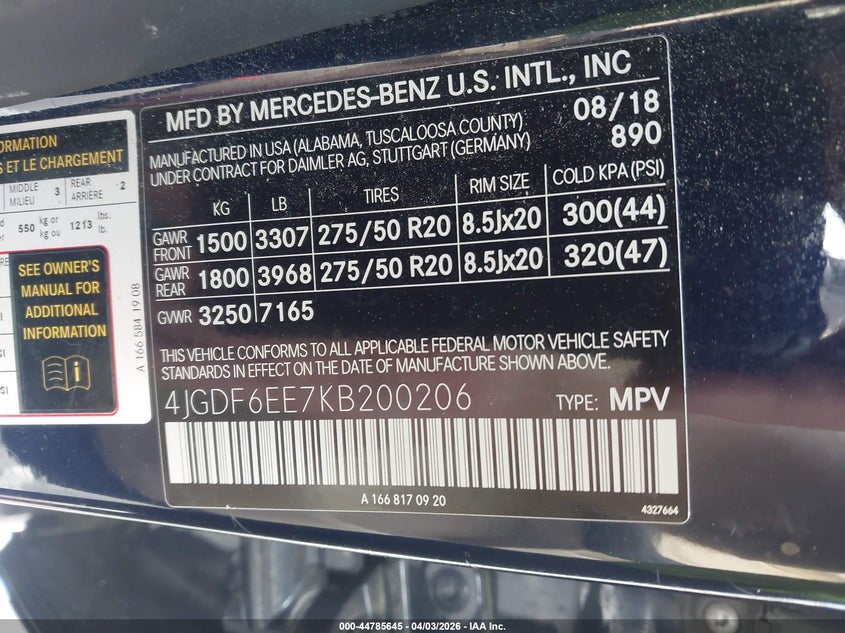 ORMATION
S ET LE CHARGEMENT
MIDDLE
MILIEU 3
REAR
ARRIÈRE 2
550 kg or
kg ou 1213 lbs.
lb.
SEE OWNER'S
MANUAL FOR
ADDITIONAL
INFORMATION
A 166 584 19 08
MFD BY MERCEDES-BENZ U.S. INTL., INC
MANUFACTURED IN USA (ALABAMA, TUSCALOOSA COUNTY) 08/18
UNDER CONTRACT FOR DAIMLER AG, STUTTGART (GERMANY) 890
KG LB TIRES RIM SIZE COLD KPA (PSI)
GAWR FRONT 1500 3307 275/50 R20 8.5Jx20 300(44)
GAWR REAR 1800 3968 275/50 R20 8.5Jx20 320(47)
GVWR 3250 7165
THIS VEHICLE CONFORMS TO ALL APPLICABLE FEDERAL MOTOR VEHICLE SAFETY
STANDARDS IN EFFECT ON THE DATE OF MANUFACTURE SHOWN ABOVE.
4JGDF6EE7KB200206 TYPE: MPV
A 166 817 09 20
4327664
000-44785645 - 04/03/2026 - IAA Inc.